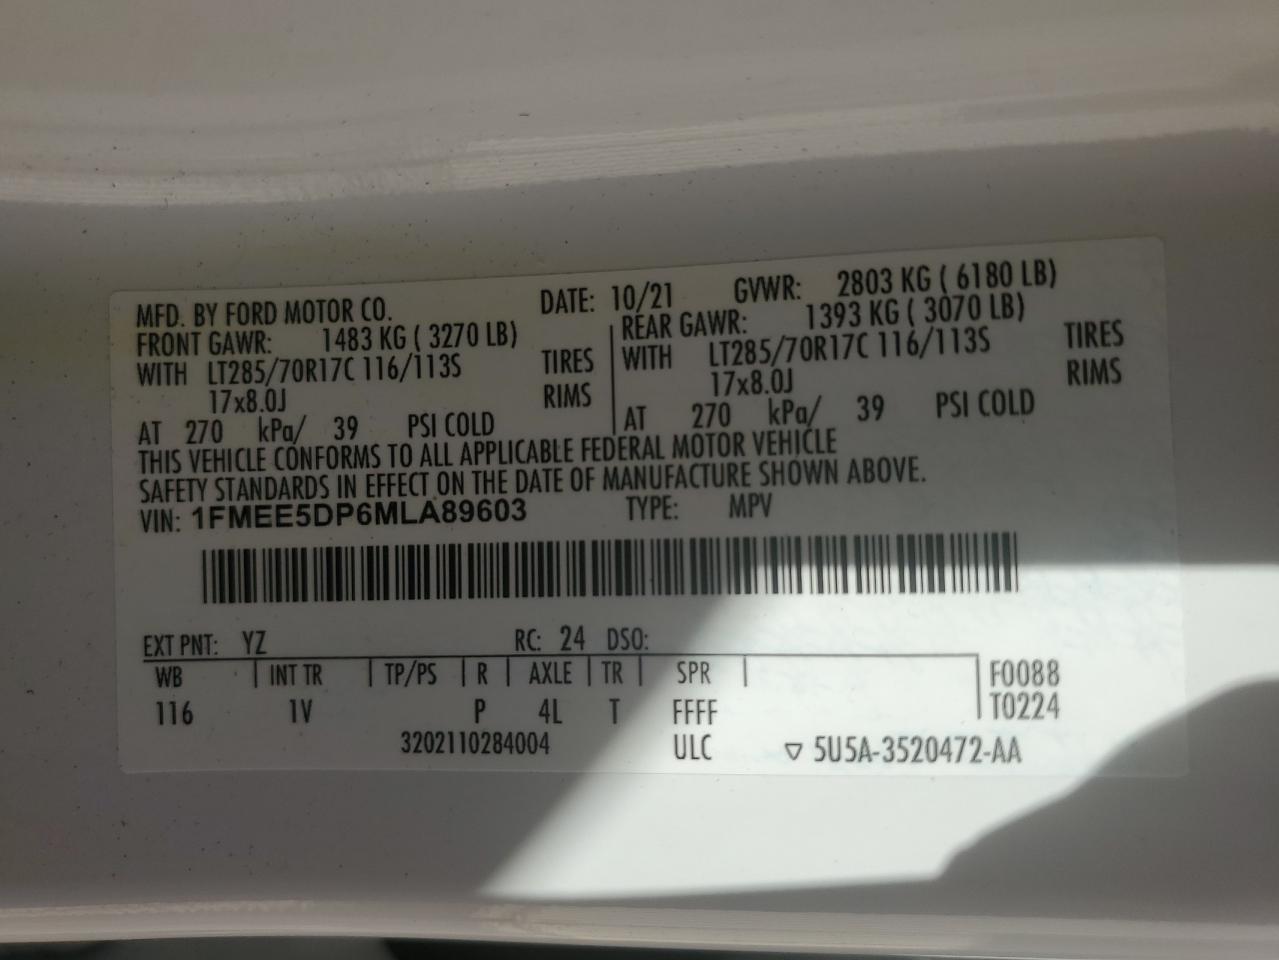 MFD. BY FORD MOTOR CO. DATE: 10/21 GVWR: 2803 KG ( 6180 LB)
FRONT GAWR: 1483 KG ( 3270 LB) REAR GAWR: 1393 KG ( 3070 LB)
WITH LT285/70R17C 116/113S TIRES WITH LT285/70R17C 116/113S TIRES
17x8.0J RIMS 17x8.0J RIMS
AT 270 kPa/ 39 PSI COLD AT 270 kPa/ 39 PSI COLD
THIS VEHICLE CONFORMS TO ALL APPLICABLE FEDERAL MOTOR VEHICLE
SAFETY STANDARDS IN EFFECT ON THE DATE OF MANUFACTURE SHOWN ABOVE.
VIN: 1FMEE5DP6MLA89603 TYPE: MPV
EXT PNT: YZ RC: 24 DSO:
WB INT TR TP/PS R AXLE TR SPR F0088
116 1V P 4L T FFFF T0224
3202110284004 ULC ▽ 5U5A-3520472-AA